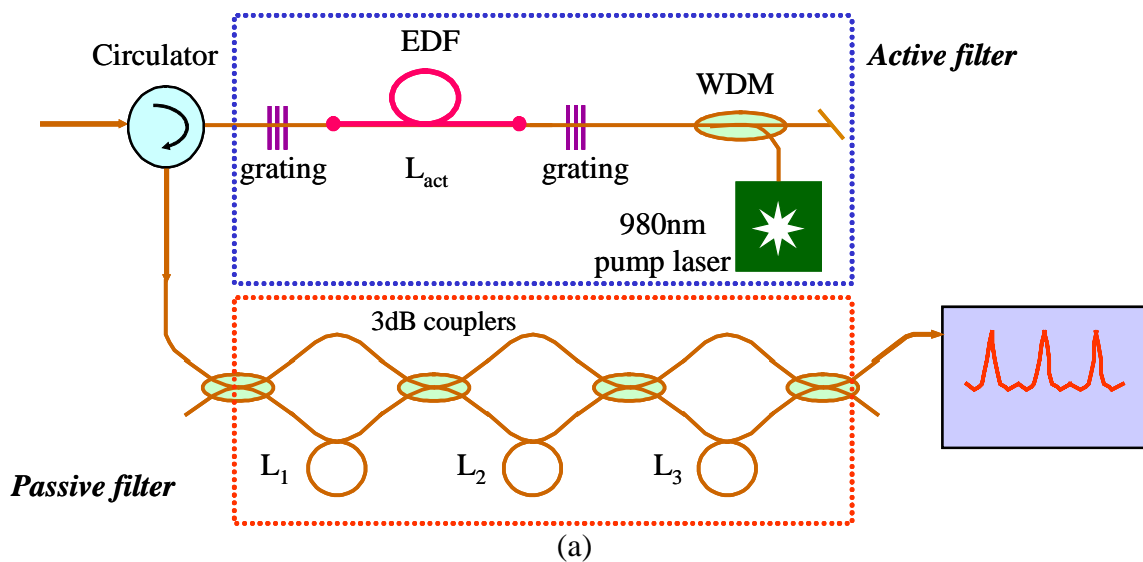 EDF
Circulator
Active filter
WDM
grating
L_act
grating
980nm
pump laser
3dB couplers
L_1
L_2
L_3
Passive filter
(a)